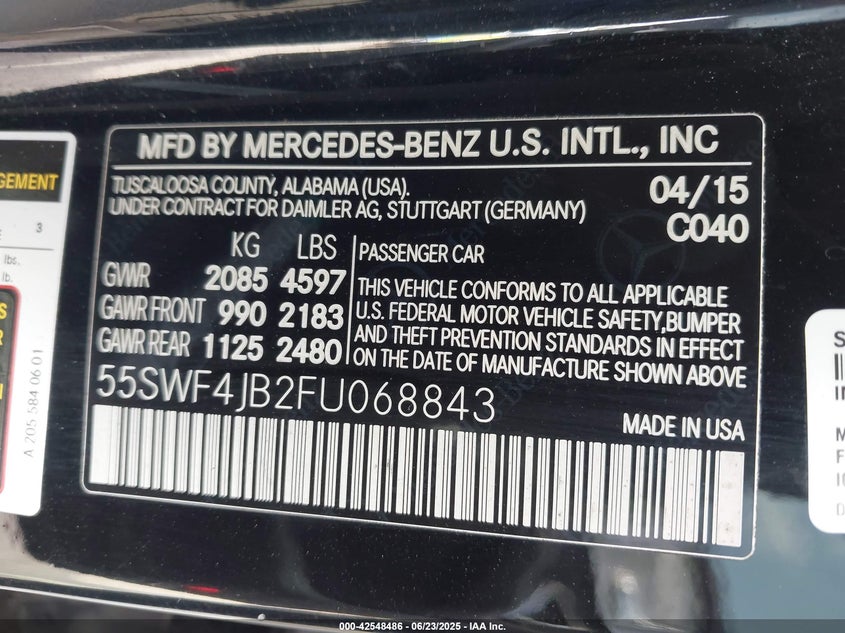 MFD BY MERCEDES-BENZ U.S. INTL., INC
TUSCALOOSA COUNTY, ALABAMA (USA).
UNDER CONTRACT FOR DAIMLER AG, STUTTGART (GERMANY)
04/15
C040
KG LBS
GVWR 2085 4597
GAWR FRONT 990 2183
GAWR REAR 1125 2480
PASSENGER CAR
THIS VEHICLE CONFORMS TO ALL APPLICABLE
U.S. FEDERAL MOTOR VEHICLE SAFETY,BUMPER
AND THEFT PREVENTION STANDARDS IN EFFECT
ON THE DATE OF MANUFACTURE SHOWN ABOVE
55SWF4JB2FU068843
MADE IN USA
GEMENT
3
lbs.
lb.
A 205 584 06 01
000-42548486 - 06/23/2025 - IAA Inc.